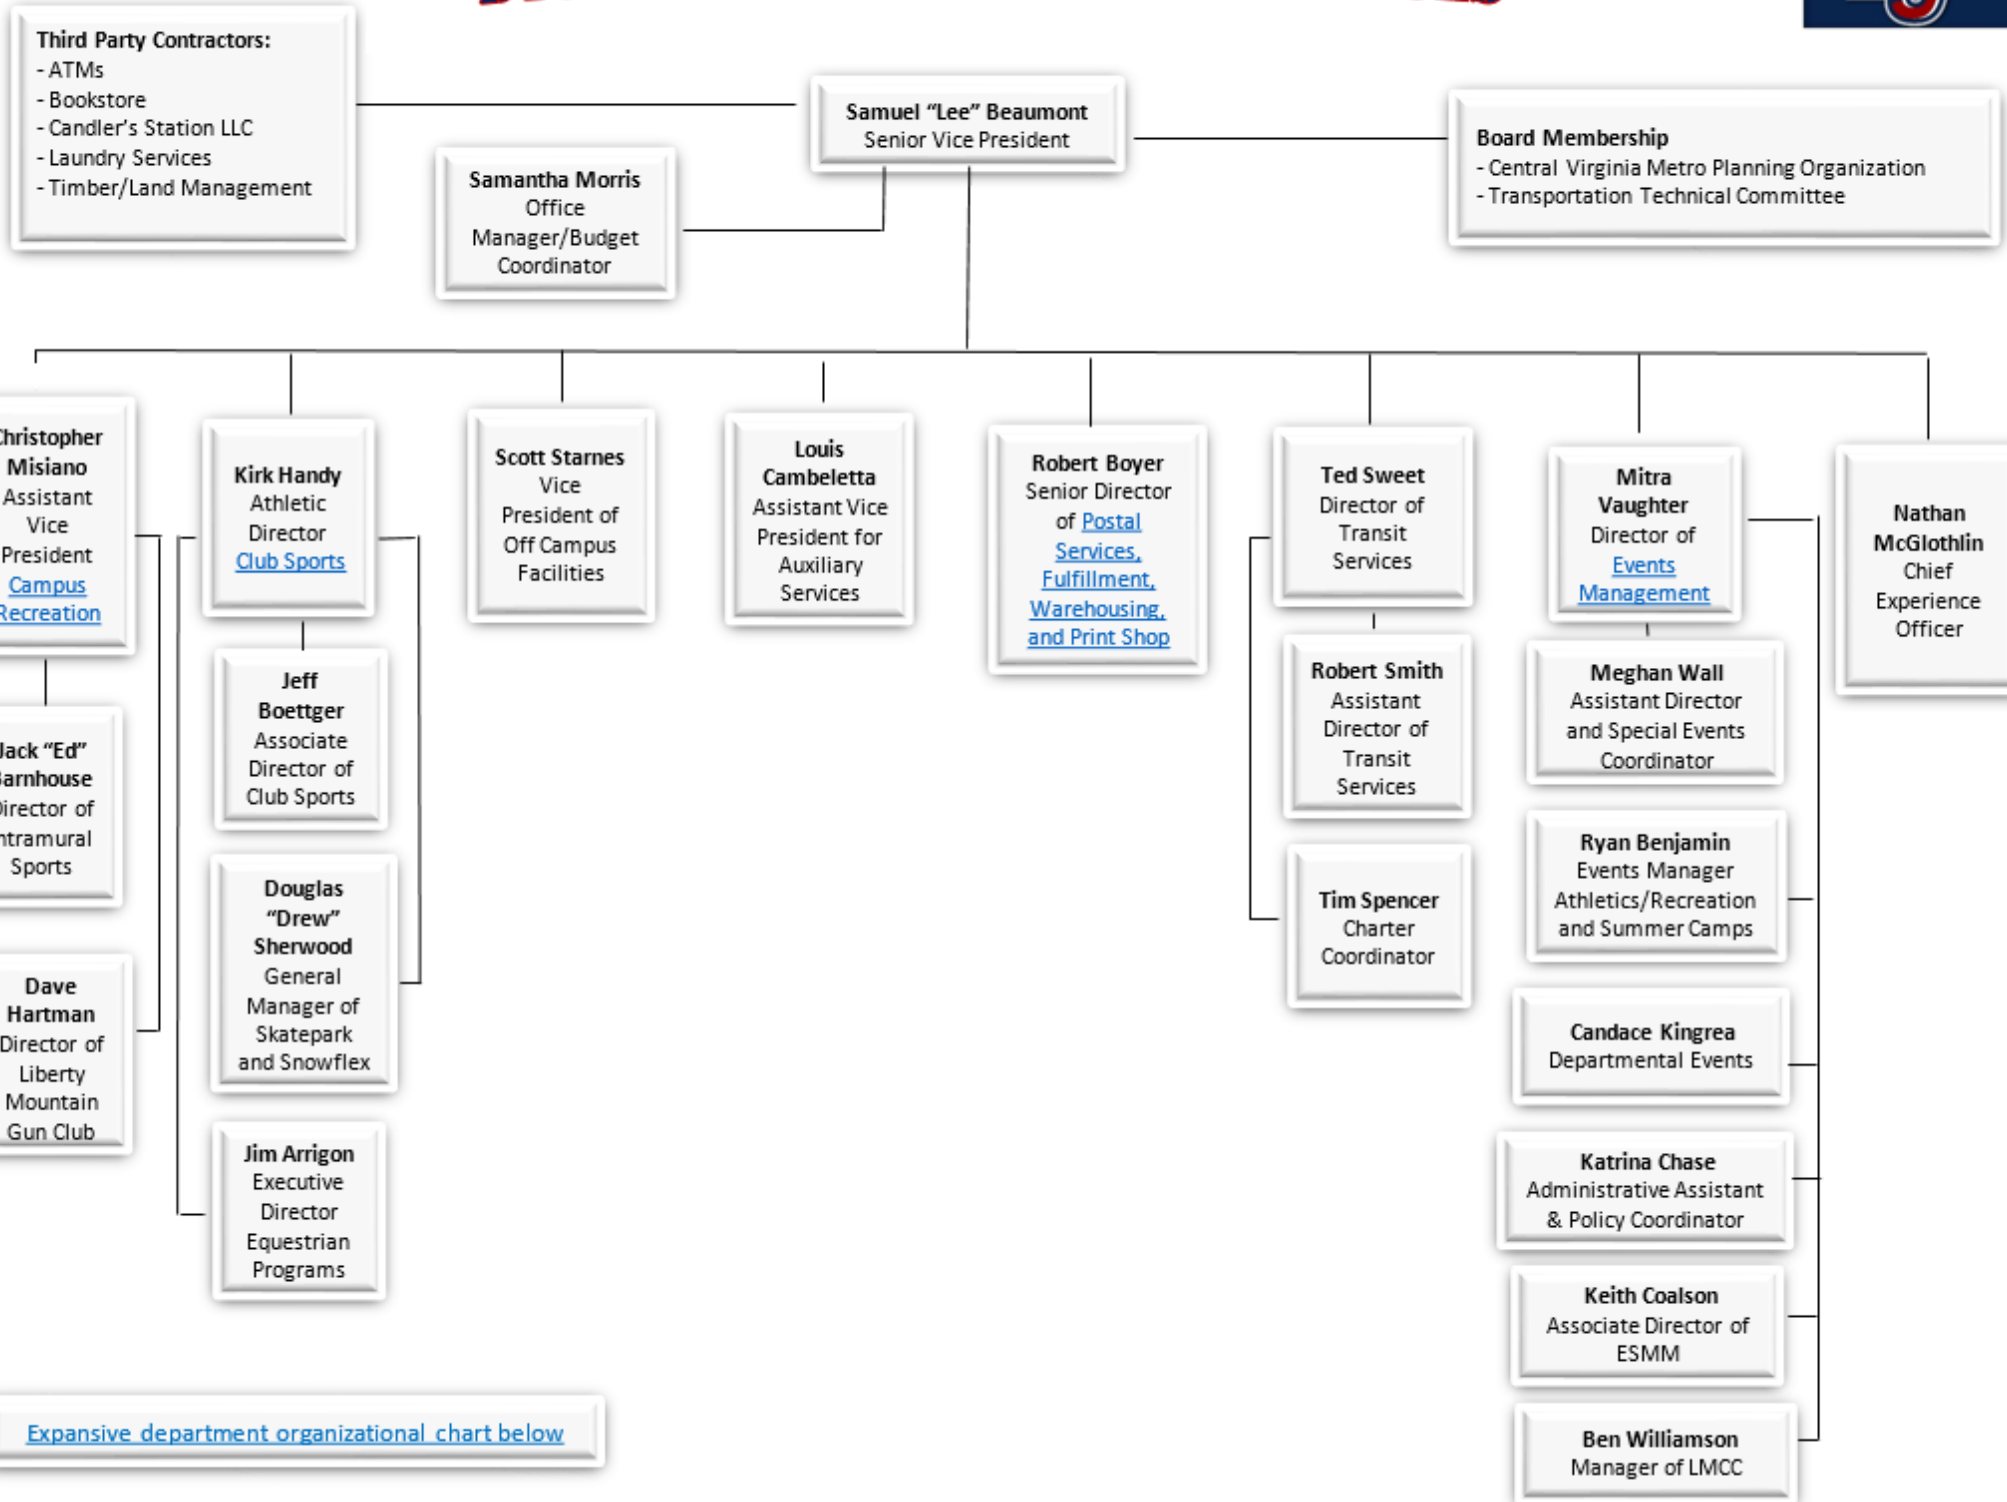 Third Party Contractors:
- ATMs
- Bookstore
- Candler's Station LLC
- Laundry Services
- Timber/Land Management
Samuel “Lee” Beaumont
Senior Vice President
Board Membership
- Central Virginia Metro Planning Organization
- Transportation Technical Committee
Samantha Morris
Office
Manager/Budget
Coordinator
Christopher
Misiano
Assistant
Vice
President
Campus
Recreation
Kirk Handy
Athletic
Director
Club Sports
Scott Starnes
Vice
President of
Off Campus
Facilities
Louis
Cambeletta
Assistant Vice
President for
Auxiliary
Services
Robert Boyer
Senior Director
of Postal
Services,
Fulfillment,
Warehousing,
and Print Shop
Ted Sweet
Director of
Transit
Services
Mitra
Vaughter
Director of
Events
Management
Nathan
McGlothlin
Chief
Experience
Officer
Jack “Ed”
Barnhouse
Director of
Intramural
Sports
Dave
Hartman
Director of
Liberty
Mountain
Gun Club
Jeff
Boettger
Associate
Director of
Club Sports
Douglas
“Drew”
Sherwood
General
Manager of
Skatepark
and Snowflex
Jim Arrigon
Executive
Director
Equestrian
Programs
Robert Smith
Assistant
Director of
Transit
Services
Tim Spencer
Charter
Coordinator
Meghan Wall
Assistant Director
and Special Events
Coordinator
Ryan Benjamin
Events Manager
Athletics/Recreation
and Summer Camps
Candace Kingrea
Departmental Events
Katrina Chase
Administrative Assistant
& Policy Coordinator
Keith Coalson
Associate Director of
ESMM
Ben Williamson
Manager of LMCC
Expansive department organizational chart below